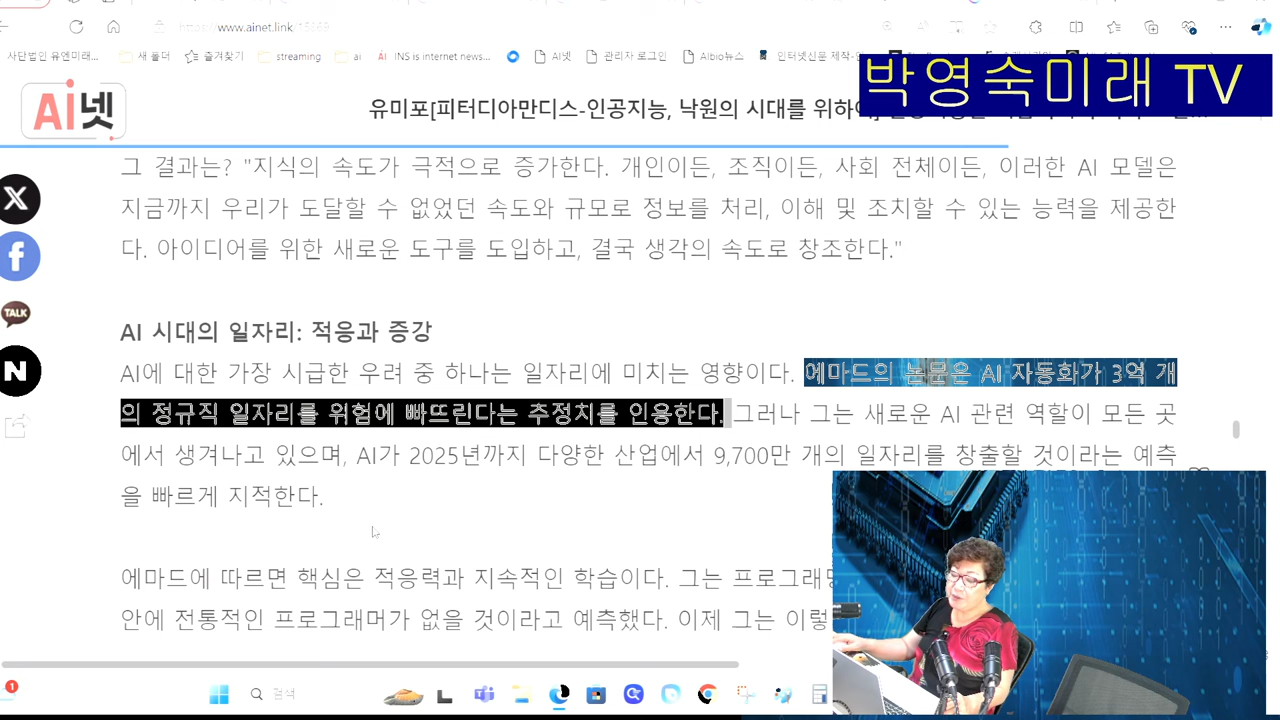 www.ainet.link
사단법인 유엔미래... 새 폴더 즐겨찾기 streaming ai INS is internet news... AI넷 관리자 로그인 AIbio뉴스
박영숙미래 TV
Ai넷
유미포[피터디아만디스-인공지능, 낙원의 시대를 위하여]
그 결과는? "지식의 속도가 극적으로 증가한다. 개인이든, 조직이든, 사회 전체이든, 이러한 AI 모델은
지금까지 우리가 도달할 수 없었던 속도와 규모로 정보를 처리, 이해 및 조치할 수 있는 능력을 제공한
다. 아이디어를 위한 새로운 도구를 도입하고, 결국 생각의 속도로 창조한다."
TALK
AI 시대의 일자리: 적응과 증강
AI에 대한 가장 시급한 우려 중 하나는 일자리에 미치는 영향이다. 에마드의 논문은 AI 자동화가 3억 개
의 정규직 일자리를 위험에 빠뜨린다는 추정치를 인용한다. 그러나 그는 새로운 AI 관련 역할이 모든 곳
에서 생겨나고 있으며, AI가 2025년까지 다양한 산업에서 9,700만 개의 일자리를 창출할 것이라는 예측
을 빠르게 지적한다.
에마드에 따르면 핵심은 적응력과 지속적인 학습이다. 그는 프로그래머
안에 전통적인 프로그래머가 없을 것이라고 예측했다. 이제 그는 이렇
1
검색